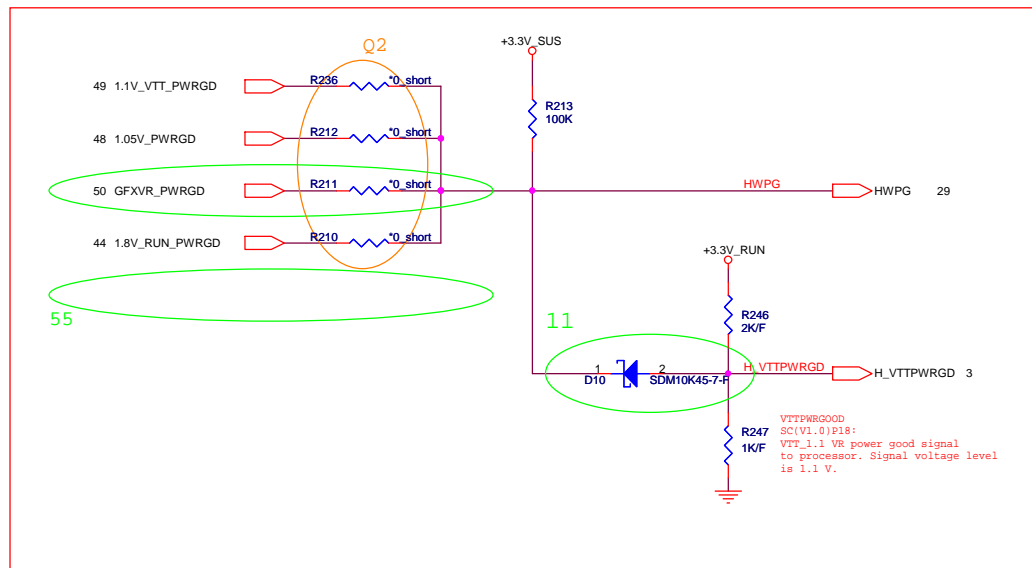 Q2
+3.3V_SUS
49 1.1V_VTT_PWRGD R236 *0_short
R213
100K
48 1.05V_PWRGD R212 *0_short
50 GFXVR_PWRGD R211 *0_short HWPG HWPG 29
44 1.8V_RUN_PWRGD R210 *0_short
+3.3V_RUN
55
11
R246
2K/F
1 2 H_VTTPWRGD H_VTTPWRGD 3
D10 SDM10K45-7-F
R247
1K/F
VTTPWRGOOD
SC(V1.0)P18:
VTT_1.1 VR power good signal
to processor. Signal voltage level
is 1.1 V.